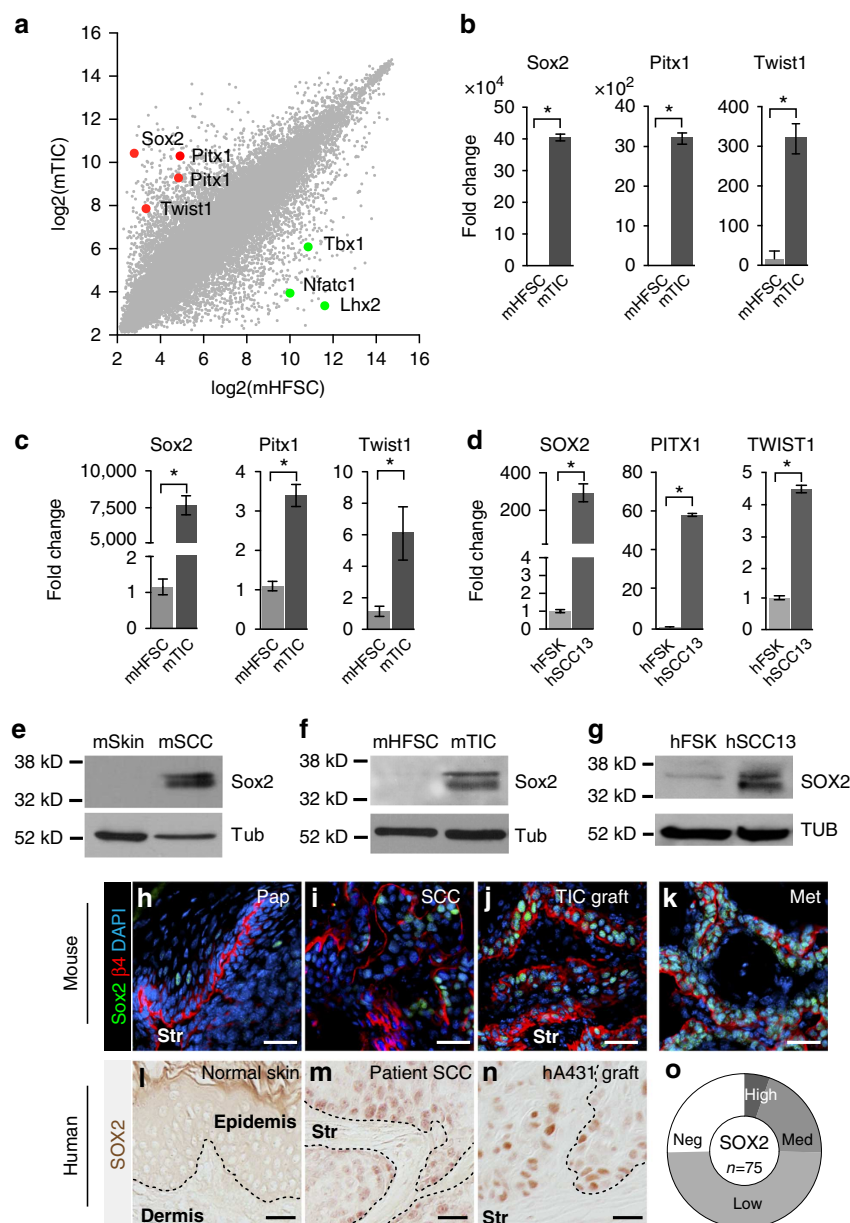 a
16
14
12
10
8
6
4
2
log2(mTIC)
Sox2
Pitx1
Pitx1
Twist1
Tbx1
Nfatc1
Lhx2
2 4 6 8 10 12 14 16
log2(mHFSC)
b
Sox2 Pitx1 Twist1
×10⁴ ×10² 
Fold change
50
40
30
20
10
0
*
mHFSC
mTIC
40
30
20
10
0
*
mHFSC
mTIC
400
300
200
100
0
*
mHFSC
mTIC
c
Sox2 Pitx1 Twist1
Fold change
10,000
7,500
5,000
2
1
0
*
mHFSC
mTIC
4
3
2
1
0
*
mHFSC
mTIC
10
8
6
4
2
0
*
mHFSC
mTIC
d
SOX2 PITX1 TWIST1
Fold change
400
200
4
3
2
1
0
*
hFSK
hSCC13
80
60
40
20
0
*
hFSK
hSCC13
5
4
3
2
1
0
*
hFSK
hSCC13
e
mSkin mSCC
38 kD
32 kD
Sox2
52 kD
Tub
f
mHFSC mTIC
38 kD
32 kD
Sox2
52 kD
Tub
g
hFSK hSCC13
38 kD
32 kD
SOX2
52 kD
TUB
Mouse
Sox2 β4 DAPI
h Pap
Str
i SCC
j TIC graft
Str
k Met
Human
SOX2
l Normal skin
Epidemis
Dermis
m Patient SCC
Str
n hA431 graft
Str
o
High
Med
Low
Neg
SOX2
n=75